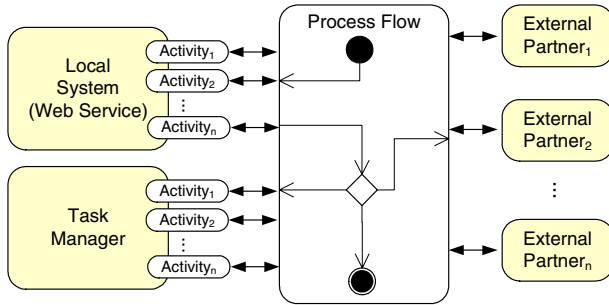 Local
System
(Web Service)
Activity₁
Activity₂
⋮
Activityₙ
Task
Manager
Activity₁
Activity₂
⋮
Activityₙ
Process Flow
External
Partner₁
External
Partner₂
⋮
External
Partnerₙ